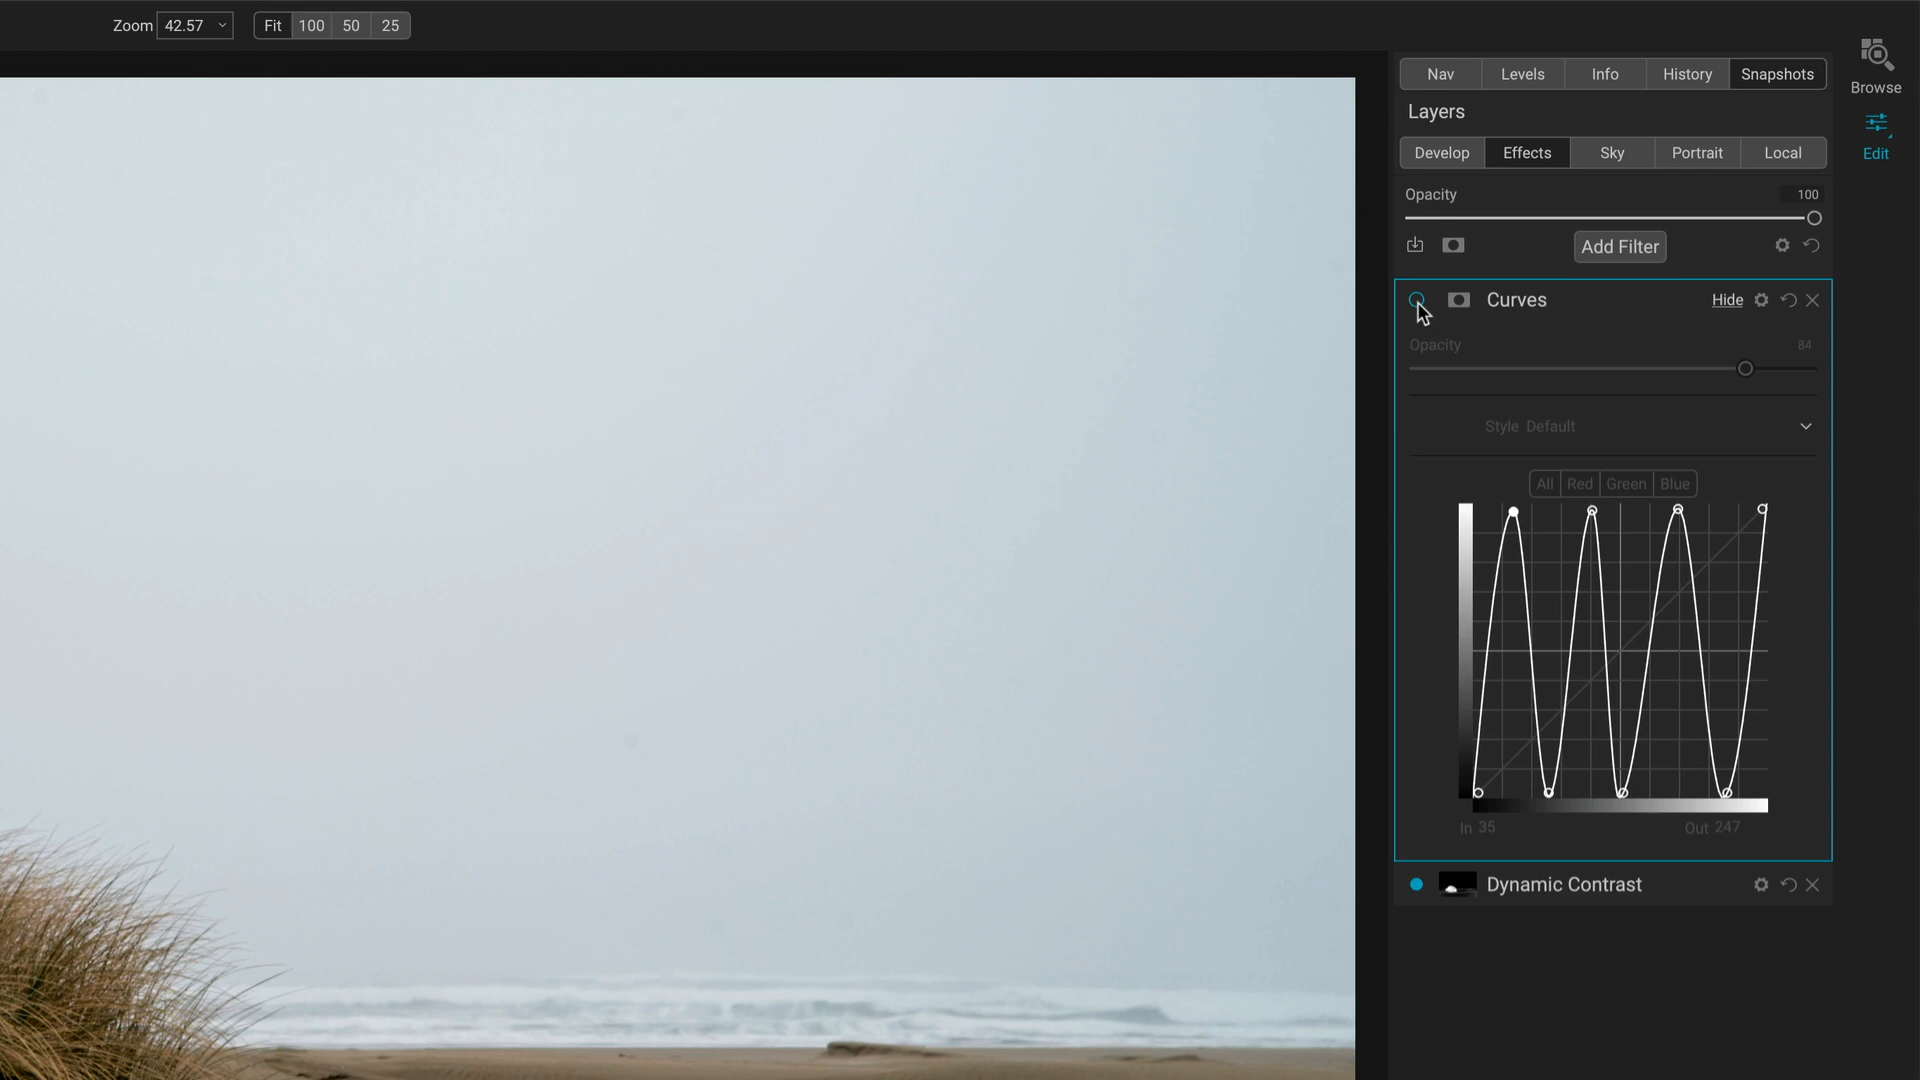 Zoom 42.57 Fit 100 50 25
Browse
Edit
Nav Levels Info History Snapshots
Layers
Develop Effects Sky Portrait Local
Opacity 100
Add Filter
Curves Hide
Opacity 84
Style Default
All Red Green Blue
In 35 Out 247
Dynamic Contrast